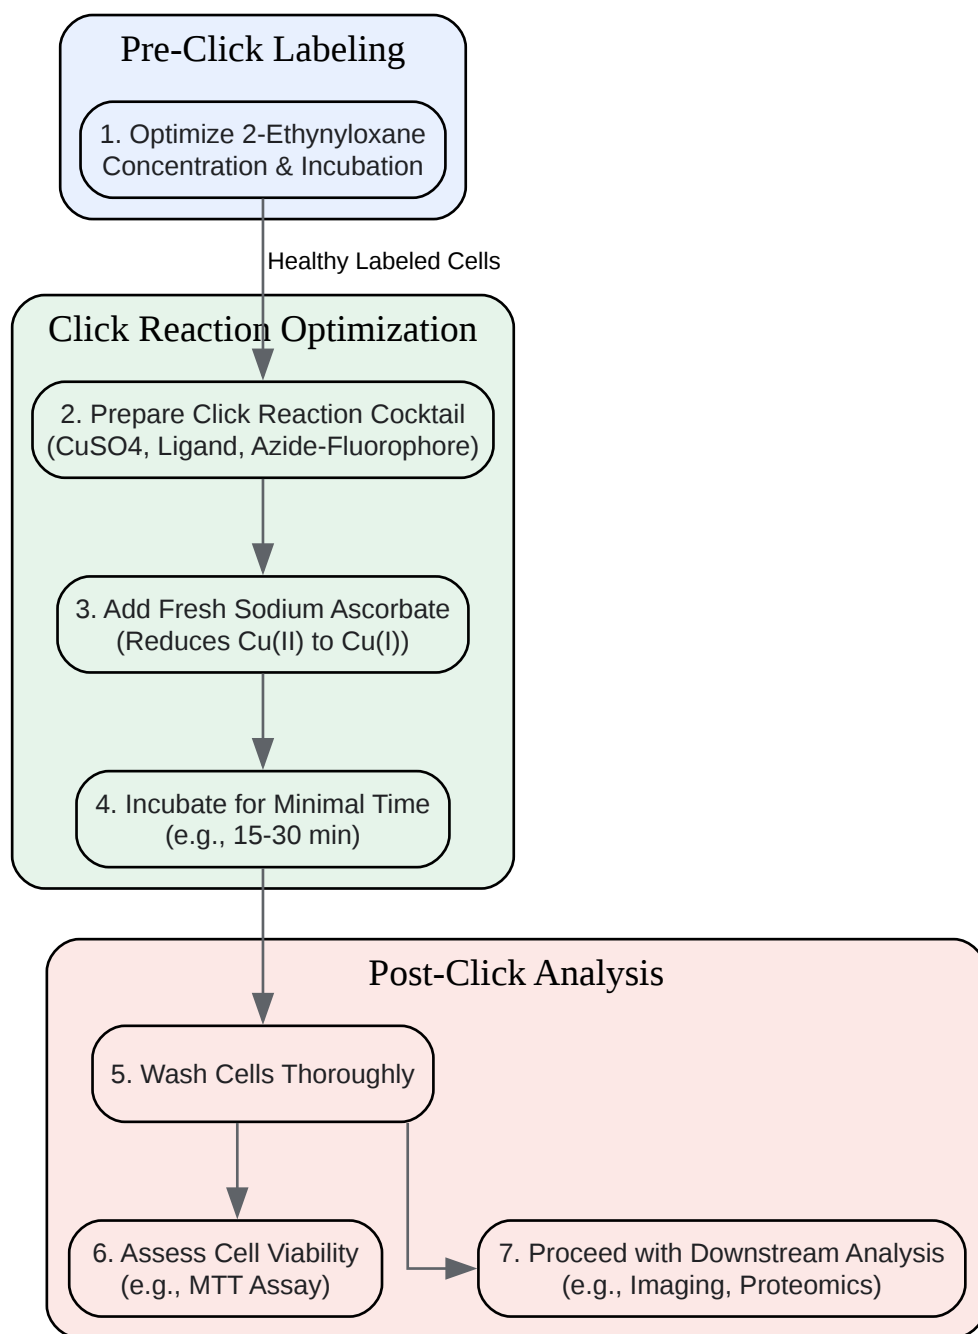 Pre-Click Labeling
1. Optimize 2-Ethynyloxane
Concentration & Incubation
Healthy Labeled Cells
Click Reaction Optimization
2. Prepare Click Reaction Cocktail
(CuSO4, Ligand, Azide-Fluorophore)
3. Add Fresh Sodium Ascorbate
(Reduces Cu(II) to Cu(I))
4. Incubate for Minimal Time
(e.g., 15-30 min)
Post-Click Analysis
5. Wash Cells Thoroughly
6. Assess Cell Viability
(e.g., MTT Assay)
7. Proceed with Downstream Analysis
(e.g., Imaging, Proteomics)